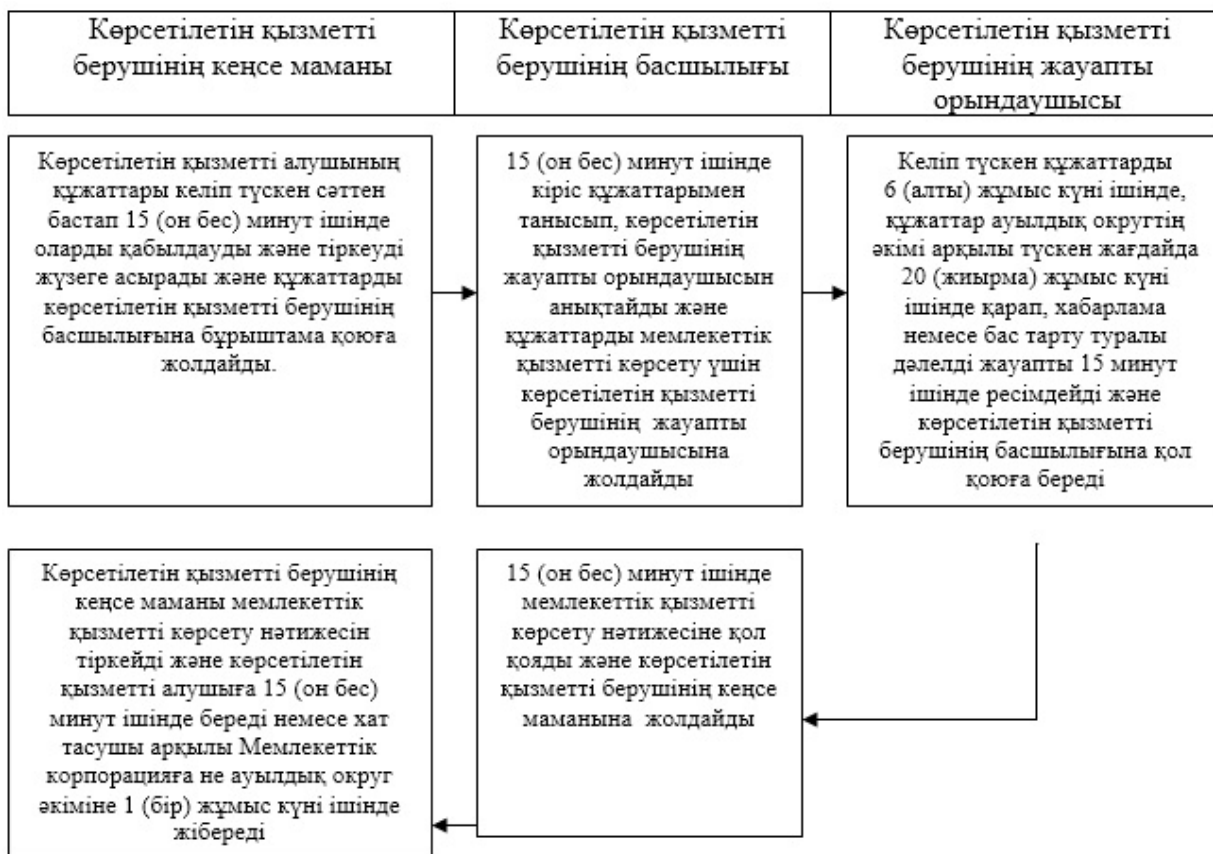 Көрсетілетін қызметті
берушінің кеңсе маманы
Көрсетілетін қызметті
берушінің басшылығы
Көрсетілетін қызметті
берушінің жауапты
орындаушысы
Көрсетілетін қызметті алушының
құжаттары келіп түскен сәттен
бастап 15 (он бес) минут ішінде
оларды қабылдауды және тіркеуді
жүзеге асырады және құжаттарды
көрсетілетін қызметті берушінің
басшылығына бұрыштама қоюға
жолдайды.
15 (он бес) минут ішінде
кіріс құжаттарымен
танысып, көрсетілетін
қызметті берушінің
жауапты орындаушысын
анықтайды және
құжаттарды мемлекеттік
қызметті көрсету үшін
көрсетілетін қызметті
берушінің жауапты
орындаушысына
жолдайды
Келіп түскен құжаттарды
6 (алты) жұмыс күні ішінде,
құжаттар ауылдық округтің
әкімі арқылы түскен жағдайда
20 (жиырма) жұмыс күні
ішінде қарап, хабарлама
немесе бас тарту туралы
дәлелді жауапты 15 минут
ішінде ресімдейді және
көрсетілетін қызметті
берушінің басшылығына қол
қоюға береді
Көрсетілетін қызметті берушінің
кеңсе маманы мемлекеттік
қызметті көрсету нәтижесін
тіркейді және көрсетілетін
қызметті алушыға 15 (он бес)
минут ішінде береді немесе хат
тасушы арқылы Мемлекеттік
корпорацияға не ауылдық округ
әкіміне 1 (бір) жұмыс күні ішінде
жібереді
15 (он бес) минут ішінде
мемлекеттік қызметті
көрсету нәтижесіне қол
қояды және көрсетілетін
қызметті берушінің кеңсе
маманына жолдайды